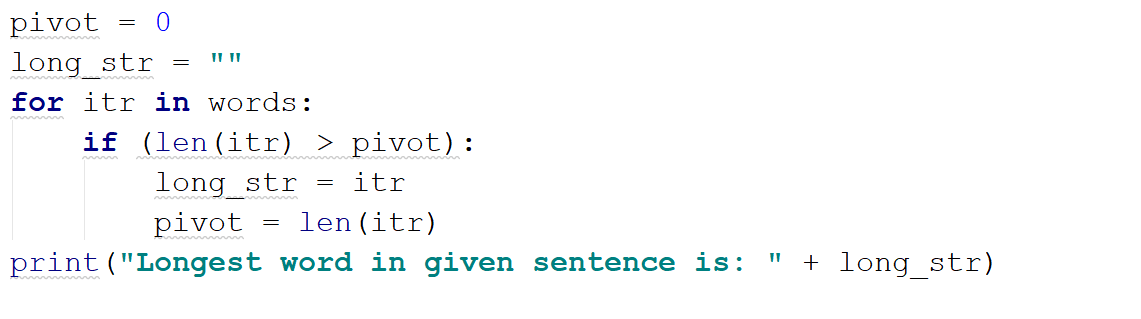 pivot = 0
long_str = ""
for itr in words:
    if (len(itr) > pivot):
        long_str = itr
        pivot = len(itr)
print("Longest word in given sentence is: " + long_str)